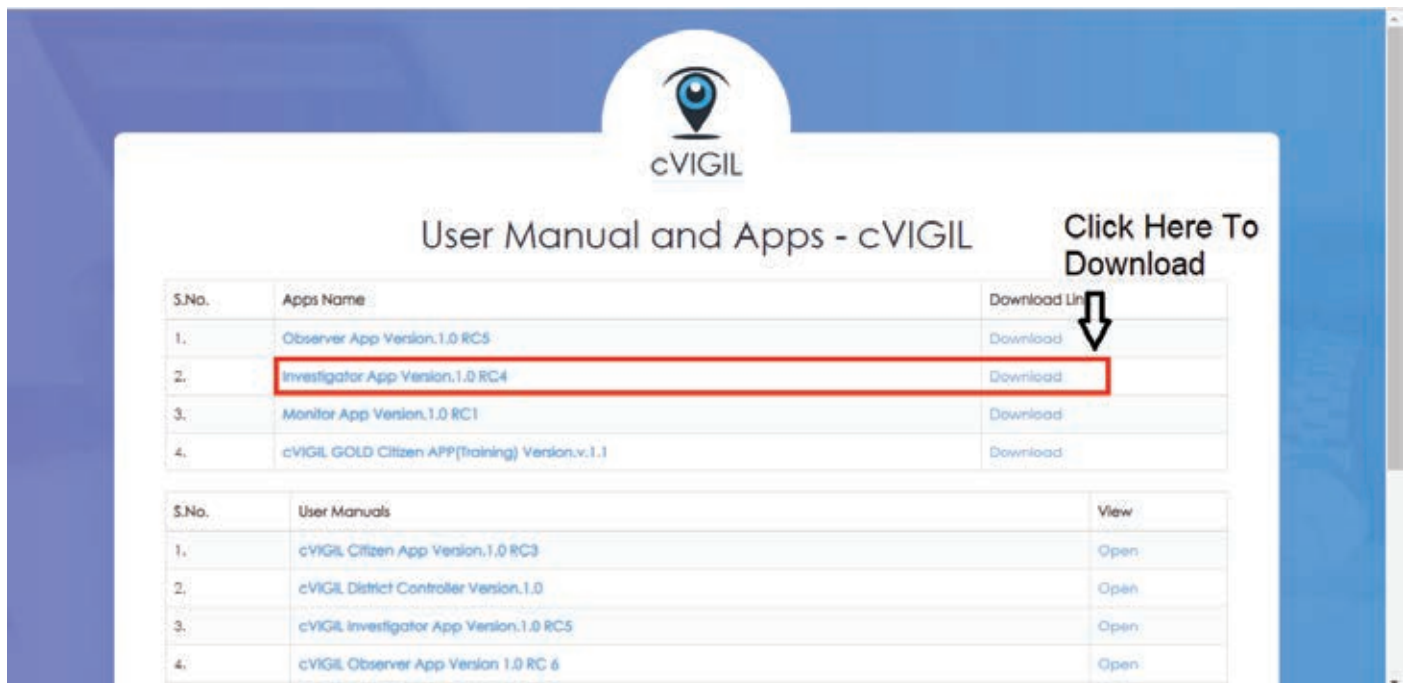 cVIGIL
User Manual and Apps - cVIGIL
Click Here To
Download
S.No. Apps Name Download Lin
1. Observer App Version.1.0 RC5 Download
2. Investigator App Version.1.0 RC4 Download
3. Monitor App Version.1.0 RC1 Download
4. cVIGIL GOLD Citizen APP(Training) Version.v.1.1 Download
S.No. User Manuals View
1. cVIGIL Citizen App Version.1.0 RC3 Open
2. cVIGIL District Controller Version.1.0 Open
3. cVIGIL Investigator App Version.1.0 RC5 Open
4. cVIGIL Observer App Version 1.0 RC 6 Open